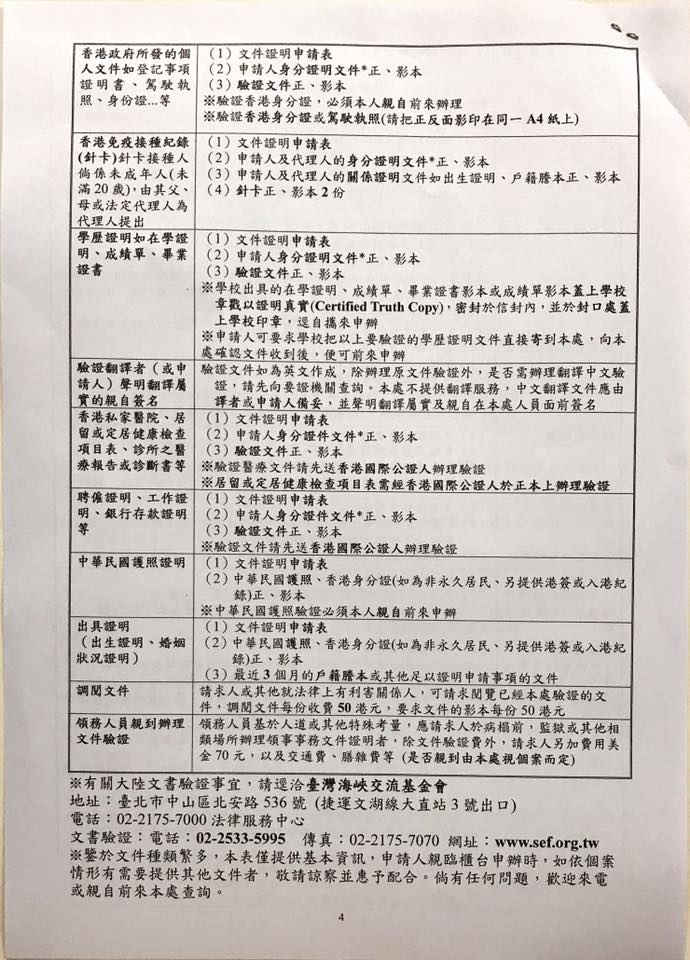 香港政府所發的個
人文件如登記事項
證明書、駕駛執
照、身份證...等
(1)文件證明申請表
(2)申請人身分證明文件*正、影本
(3)驗證文件正、影本
※驗證香港身分證,必須本人親自前來辦理
※驗證香港身分證或駕駛執照(請把正反面影印在同一 A4 紙上)
香港免疫接種紀錄
(針卡)針卡接種人
倘係未成年人(未
滿 20 歲),由其父、
母或法定代理人為
代理人提出
(1)文件證明申請表
(2)申請人及代理人的身分證明文件*正、影本
(3)申請人及代理人的關係證明文件如出生證明、戶籍謄本正、影本
(4)針卡正、影本 2 份
學歷證明如在學證
明、成績單、畢業
證書
(1)文件證明申請表
(2)申請人身分證明文件*正、影本
(3)驗證文件正、影本
※學校出具的在學證明、成績單、畢業證書影本或成績單影本蓋上學校
章戳以證明真實(Certified Truth Copy),密封於信封內,並於封口處蓋
上學校印章,逕自攜來申辦
※申請人可要求學校把以上要驗證的學歷證明文件直接寄到本處,向本
處確認文件收到後,便可前來申辦
驗證翻譯者(或申
請人)聲明翻譯屬
實的親自簽名
驗證文件如為英文作成,除辦理原文件驗證外,是否需辦理翻譯中文驗
證,請先向要證機關查詢。本處不提供翻譯服務,中文翻譯文件應由
譯者或申請人備妥,並聲明翻譯屬實及親自在本處人員面前簽名
香港私家醫院、居
留或定居健康檢查
項目表、診所之醫
療報告或診斷書等
(1)文件證明申請表
(2)申請人身分證件文件*正、影本
(3)驗證文件正、影本
※驗證醫療文件請先送香港國際公證人辦理驗證
※居留或定居健康檢查項目表需經香港國際公證人於正本上辦理驗證
聘僱證明、工作證
明、銀行存款證明
等
(1)文件證明申請表
(2)申請人身分證件文件*正、影本
(3)驗證文件正、影本
※驗證文件請先送香港國際公證人辦理驗證
中華民國護照證明
(1)文件證明申請表
(2)中華民國護照、香港身分證(如為非永久居民、另提供港簽或入港紀
錄)正、影本
※中華民國護照驗證必須本人親自前來申辦
出具證明
(出生證明、婚姻
狀況證明)
(1)文件證明申請表
(2)中華民國護照、香港身分證(如為非永久居民、另提供港簽或入港紀
錄)正、影本
(3)最近 3 個月的戶籍謄本或其他足以證明申請事項的文件
調閱文件
請求人或其他就法律上有利害關係人,可請求閱覽已經本處驗證的文
件,調閱文件每份收費 50 港元,要求文件的影本每份 50 港元
領務人員親到辦理
文件驗證
領務人員基於人道或其他特殊考量,應請求人於病榻前,監獄或其他相
類場所辦理領事事務文件證明者,除文件驗證費外,請求人另加費用美
金 70 元,以及交通費、膳雜費等 (是否親到由本處視個案而定)
※有關大陸文書驗證事宜,請逕洽臺灣海峽交流基金會
地址:臺北市中山區北安路 536 號 (捷運文湖線大直站 3 號出口)
電話:02-2175-7000 法律服務中心
文書驗證:電話:02-2533-5995 傳真:02-2175-7070 網址:www.sef.org.tw
※鑒於文件種類繁多,本表僅提供基本資訊,申請人親臨櫃台申辦時,如依個案
情形有需要提供其他文件者,敬請諒察並惠予配合。倘有任何問題,歡迎來電
或親自前來本處查詢。
4